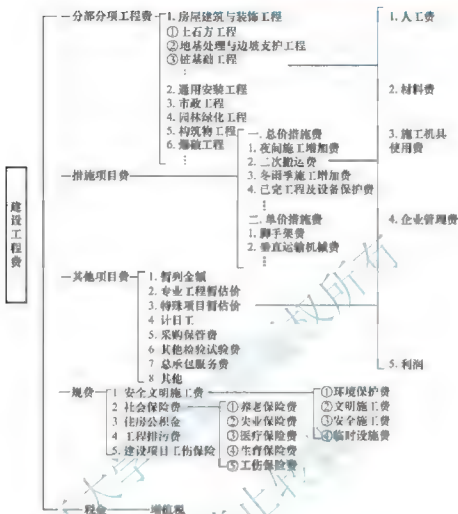 建设工程费
一分部分项工程费
1. 房屋建筑与装饰工程
①土石方工程
②地基处理与边坡支护工程
③桩基础工程
⋮
2. 通用安装工程
3. 市政工程
4. 园林绿化工程
5. 构筑物工程
6. 爆破工程
⋮
一措施项目费
一. 总价措施费
1. 夜间施工增加费
2. 二次搬运费
3. 冬雨季施工增加费
4. 已完工程及设备保护费
⋮
二. 单价措施费
1. 脚手架费
2. 垂直运输机械费
⋮
一其他项目费
1. 暂列金额
2. 专业工程暂估价
3. 特殊项目暂估价
4 计日工
5. 采购保管费
6 其他检验试验费
7 总承包服务费
8 其他
一规费
1 安全文明施工费
2 社会保险费
3 住房公积金
4 工程排污费
5. 建设项目工伤保险
①环境保护费
②文明施工费
③安全施工费
④临时设施费
①养老保险费
②失业保险费
③医疗保险费
④生育保险费
⑤工伤保险费
一税金
增值税
1. 人工费
2. 材料费
3. 施工机具
使用费
4. 企业管理费
5. 利润
大学
权所有